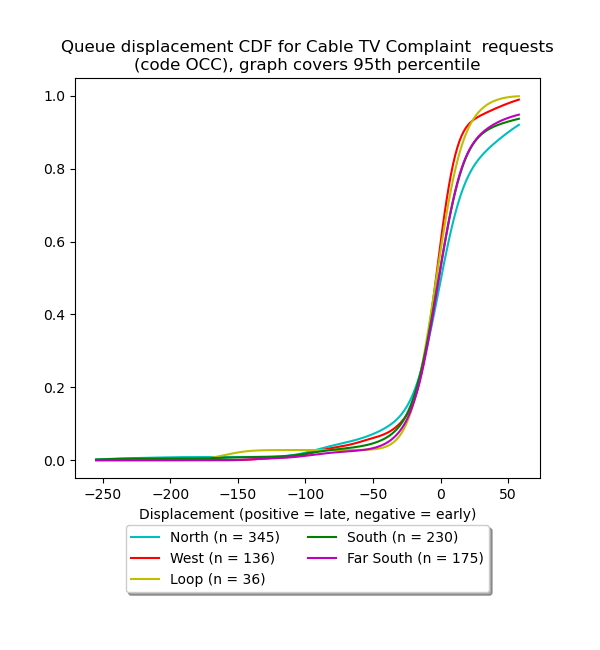 Queue displacement CDF for Cable TV Complaint  requests
(code OCC), graph covers 95th percentile
1.0
0.8
0.6
0.4
0.2
0.0
−250 −200 −150 −100 −50 0 50
Displacement (positive = late, negative = early)
North (n = 345) South (n = 230)
West (n = 136) Far South (n = 175)
Loop (n = 36)